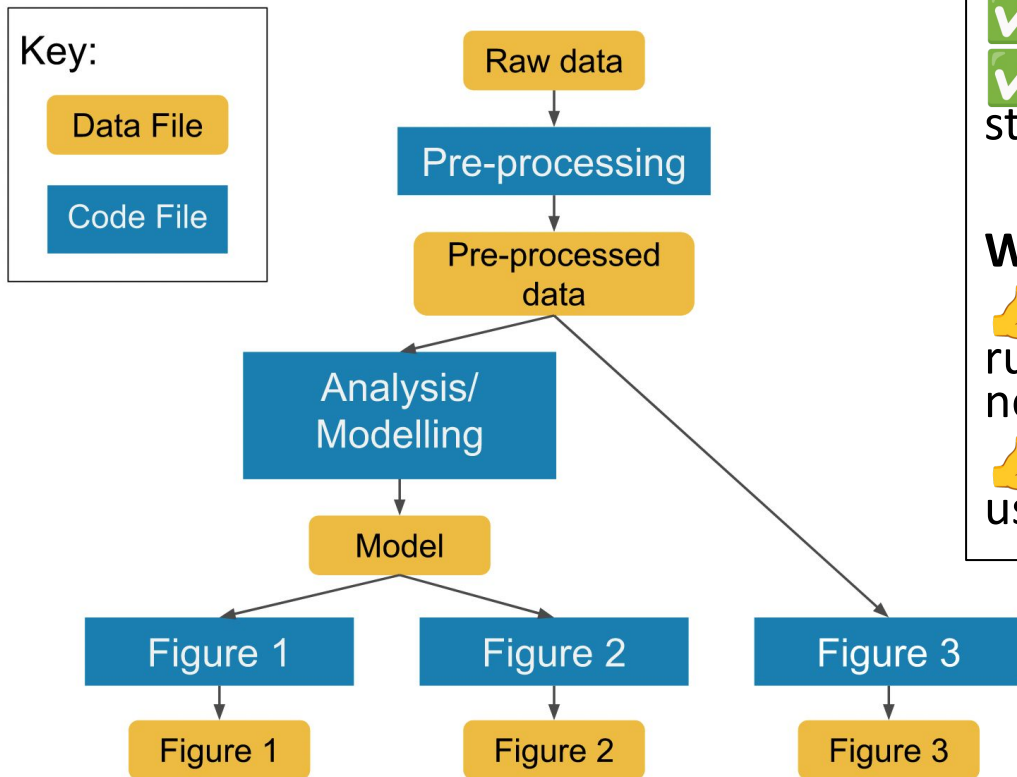 Key:
Data File
Code File
Raw data
Pre-processing
Pre-processed
data
Analysis/
Modelling
Model
Figure 1
Figure 2
Figure 3
Figure 1
Figure 2
Figure 3